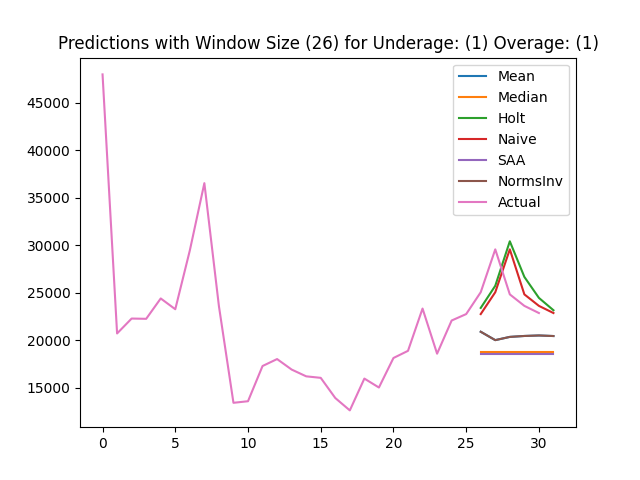 Predictions with Window Size (26) for Underage: (1) Overage: (1)
Mean
Median
Holt
Naive
SAA
NormsInv
Actual
45000
40000
35000
30000
25000
20000
15000
0 5 10 15 20 25 30